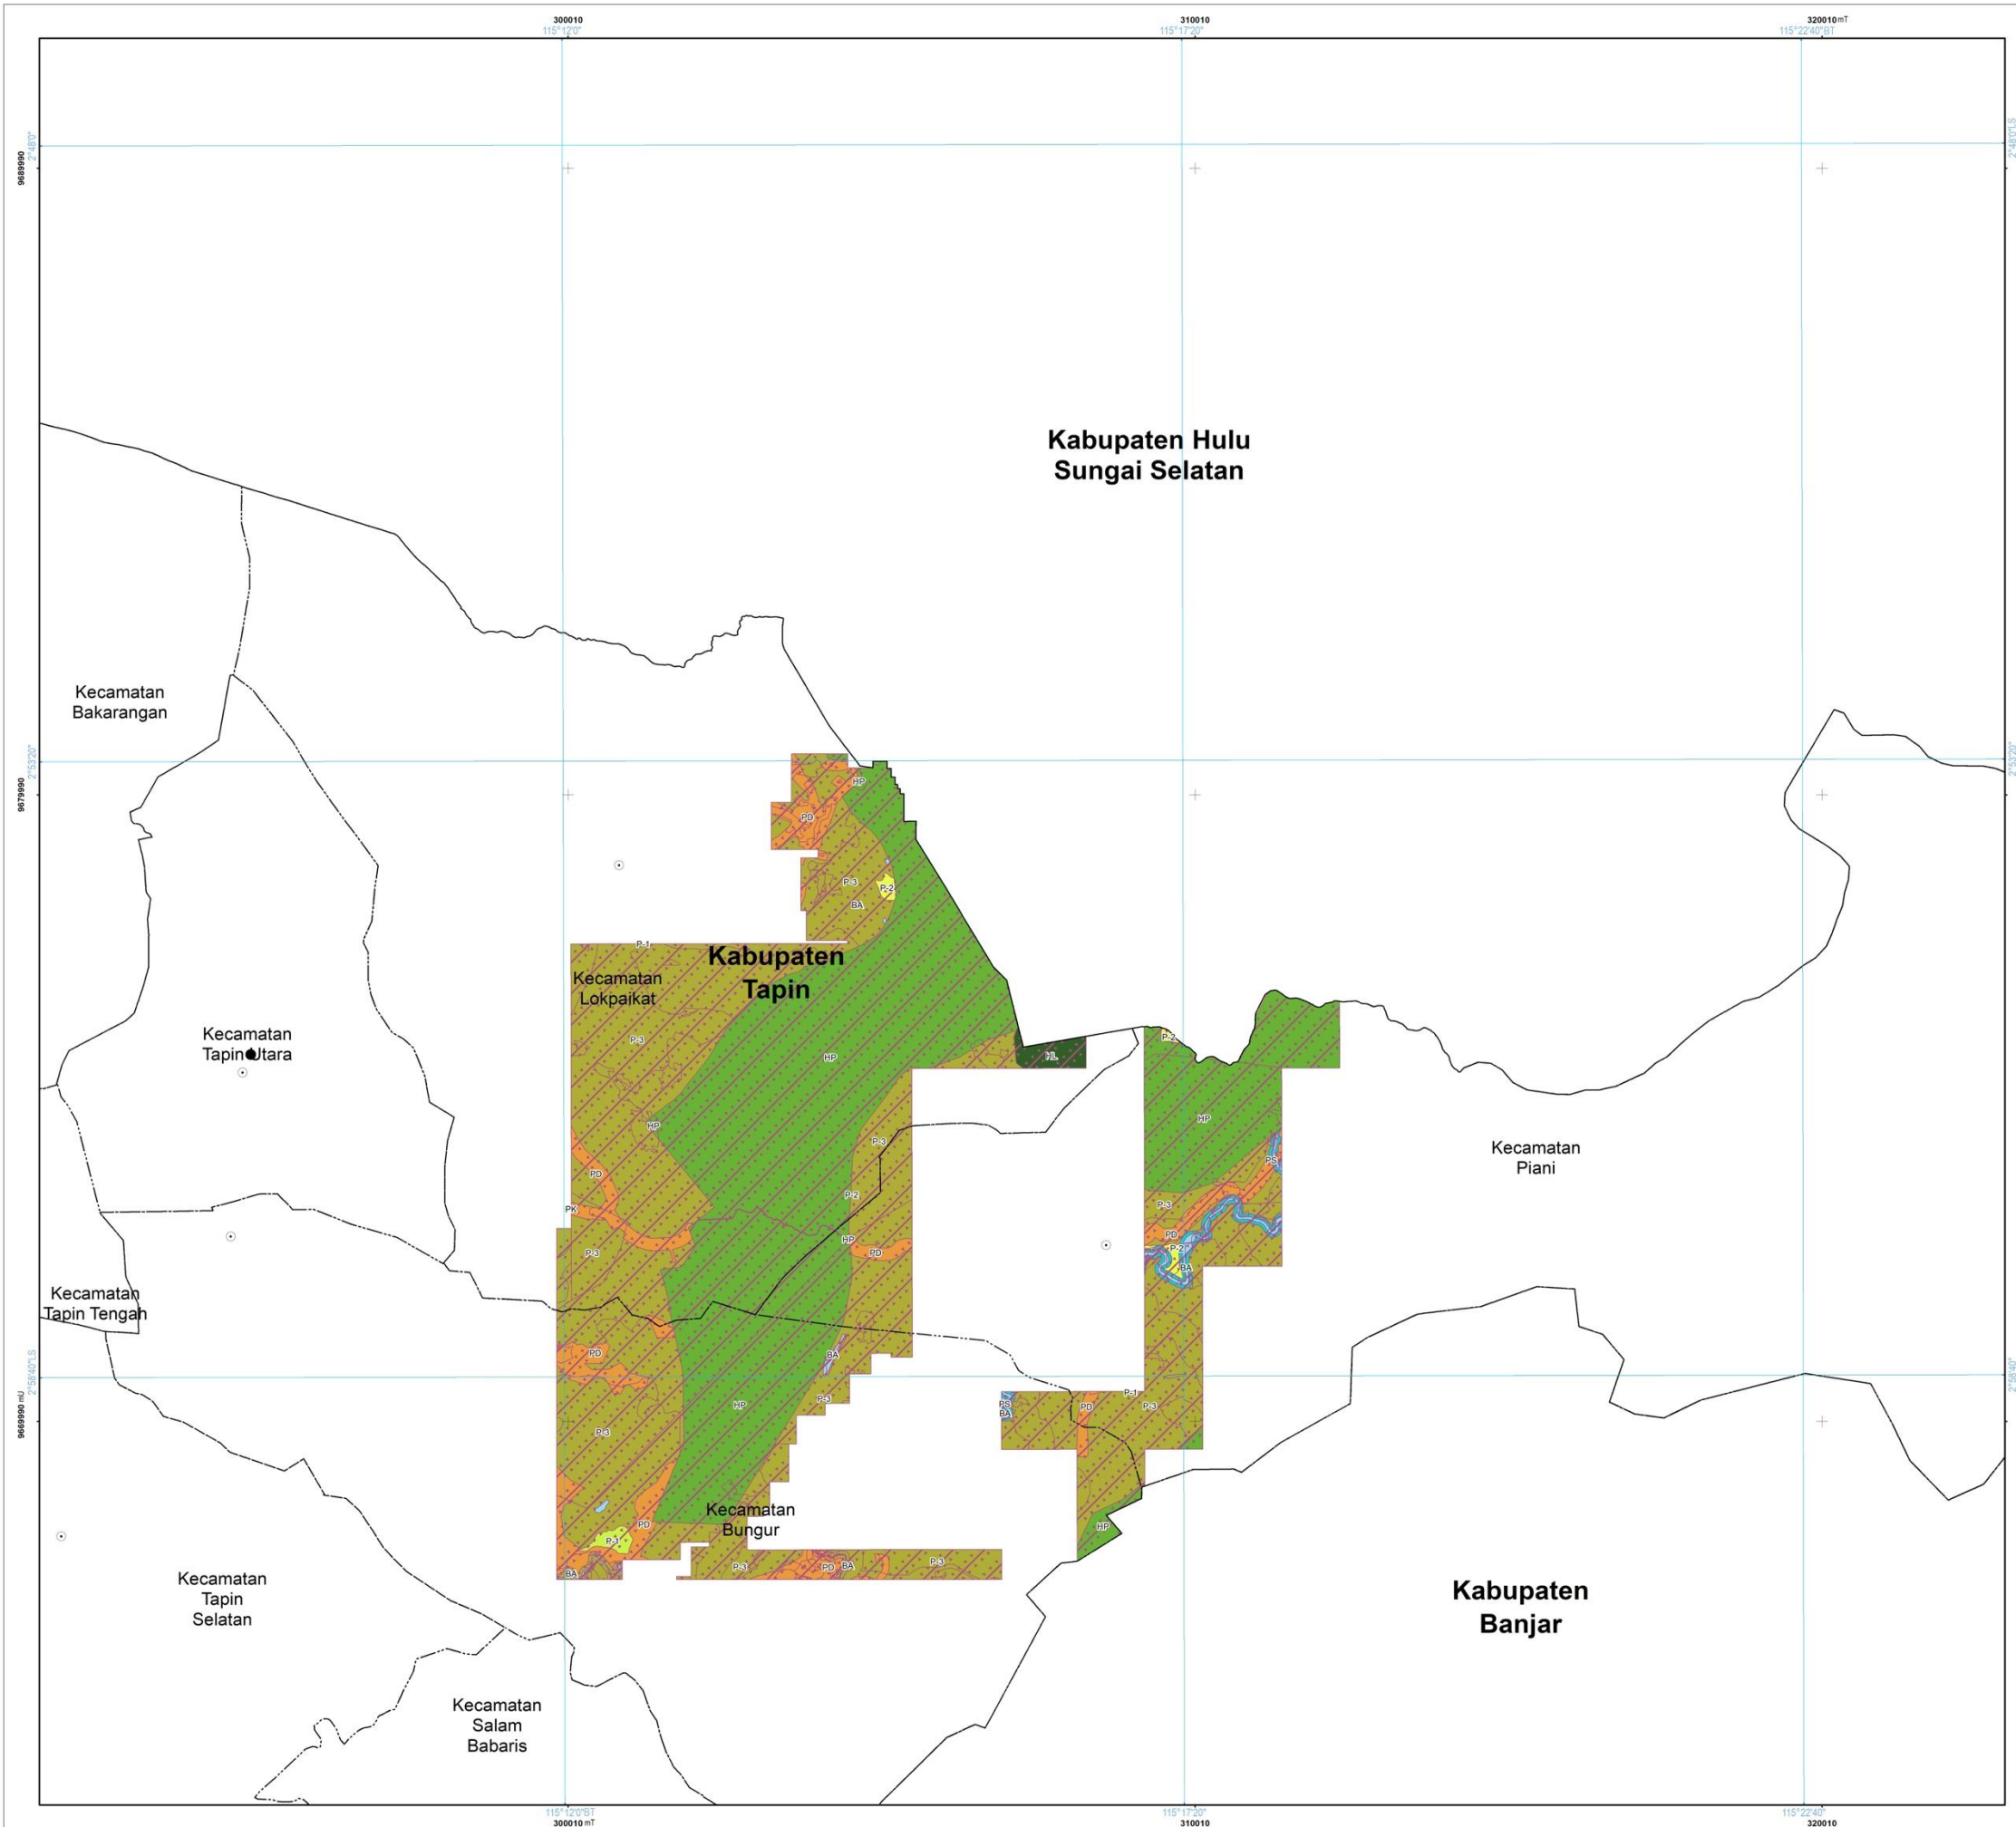 300010
310010
320010 mT
115°12'0"
115°17'20"
115°22'40"BT
2°48'0"
2°48'0"LS
9689990
Kabupaten Hulu
Sungai Selatan
Kecamatan
Bakarangan
2°53'20"
2°53'20"
9679990
HP
PD
P-3
P-2
BA
P-1
Kabupaten
Tapin
Kecamatan
Lokpaikat
Kecamatan
Tapin Utara
P-3
HP
HL
P-2
HP
HP
P-3
Kecamatan
Piani
PS
PD
P-2
P-3
PK
PD
HP
P-3
PD
P-2
BA
Kecamatan
Tapin Tengah
PD
BA
2°58'40"LS
2°58'40"
9669990 mU
P-1
P-3
HP
PS
BA
PD
P-3
P-3
Kecamatan
Bungur
PD
P-1
HP
BA
P-3
PD
BA
P-3
Kecamatan
Tapin
Selatan
Kabupaten
Banjar
Kecamatan
Salam
Babaris
115°12'0"BT
115°17'20"
115°22'40"
300010 mT
310010
320010